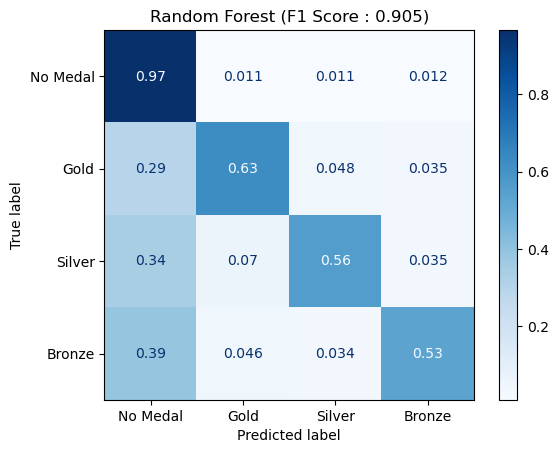 Random Forest (F1 Score : 0.905)
True label
No Medal 0.97 0.011 0.011 0.012
Gold 0.29 0.63 0.048 0.035
Silver 0.34 0.07 0.56 0.035
Bronze 0.39 0.046 0.034 0.53
No Medal Gold Silver Bronze
Predicted label
0.8
0.6
0.4
0.2